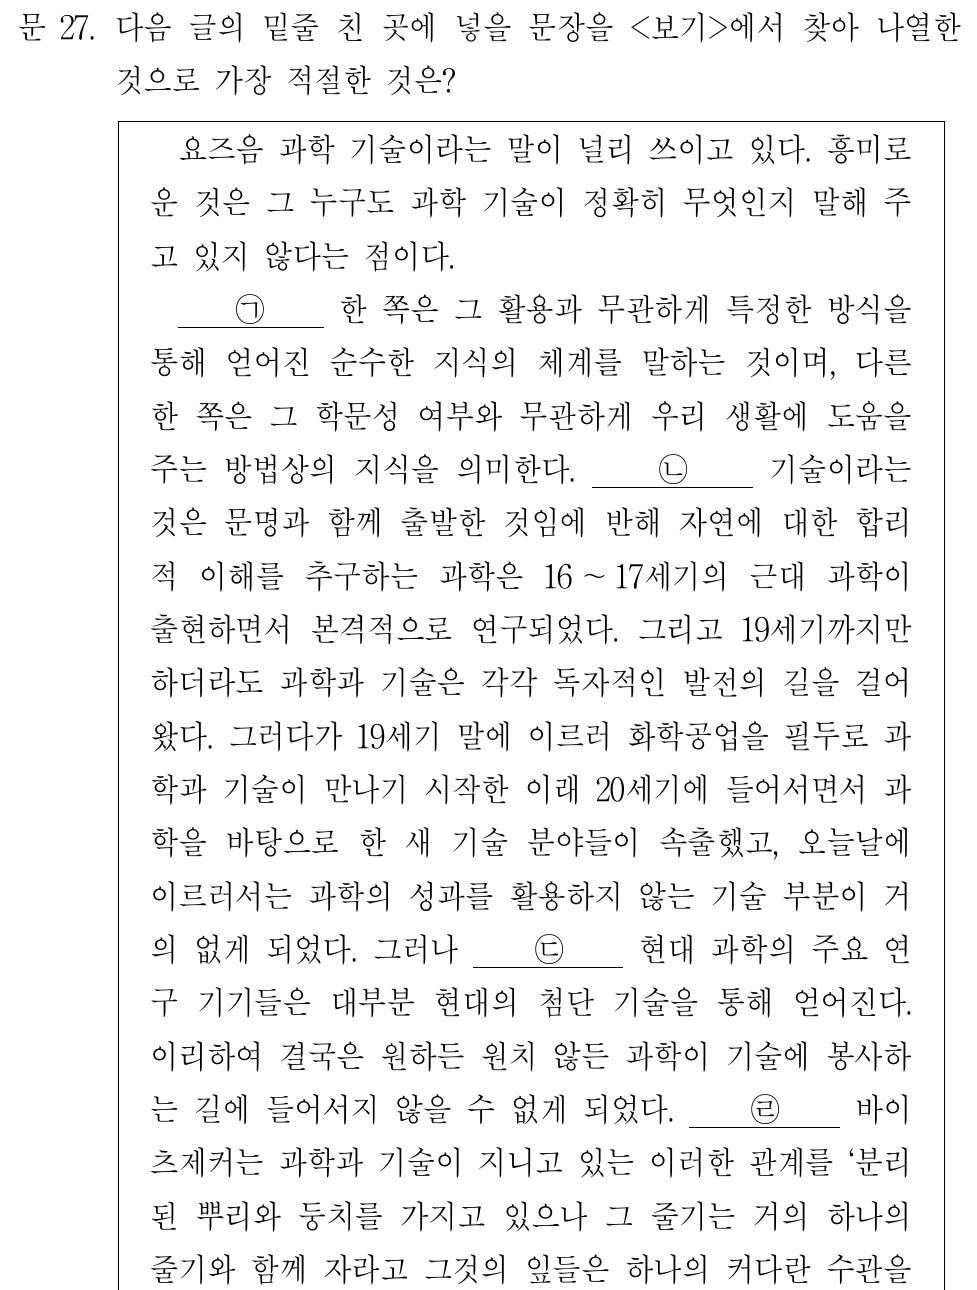 문 27. 다음 글의 밑줄 친 곳에 넣을 문장을 <보기>에서 찾아 나열한
것으로 가장 적절한 것은?
요즈음 과학 기술이라는 말이 널리 쓰이고 있다. 흥미로
운 것은 그 누구도 과학 기술이 정확히 무엇인지 말해 주
고 있지 않다는 점이다.
㉠ 한 쪽은 그 활용과 무관하게 특정한 방식을
통해 얻어진 순수한 지식의 체계를 말하는 것이며, 다른
한 쪽은 그 학문성 여부와 무관하게 우리 생활에 도움을
주는 방법상의 지식을 의미한다. ㉡ 기술이라는
것은 문명과 함께 출발한 것임에 반해 자연에 대한 합리
적 이해를 추구하는 과학은 16 ~ 17세기의 근대 과학이
출현하면서 본격적으로 연구되었다. 그리고 19세기까지만
하더라도 과학과 기술은 각각 독자적인 발전의 길을 걸어
왔다. 그러다가 19세기 말에 이르러 화학공업을 필두로 과
학과 기술이 만나기 시작한 이래 20세기에 들어서면서 과
학을 바탕으로 한 새 기술 분야들이 속출했고, 오늘날에
이르러서는 과학의 성과를 활용하지 않는 기술 부분이 거
의 없게 되었다. 그러나 ㉢ 현대 과학의 주요 연
구 기기들은 대부분 현대의 첨단 기술을 통해 얻어진다.
이리하여 결국은 원하든 원치 않든 과학이 기술에 봉사하
는 길에 들어서지 않을 수 없게 되었다. ㉣ 바이
츠제커는 과학과 기술이 지니고 있는 이러한 관계를 ‘분리
된 뿌리와 둥치를 가지고 있으나 그 줄기는 거의 하나의
줄기와 함께 자라고 그것의 잎들은 하나의 커다란 수관을